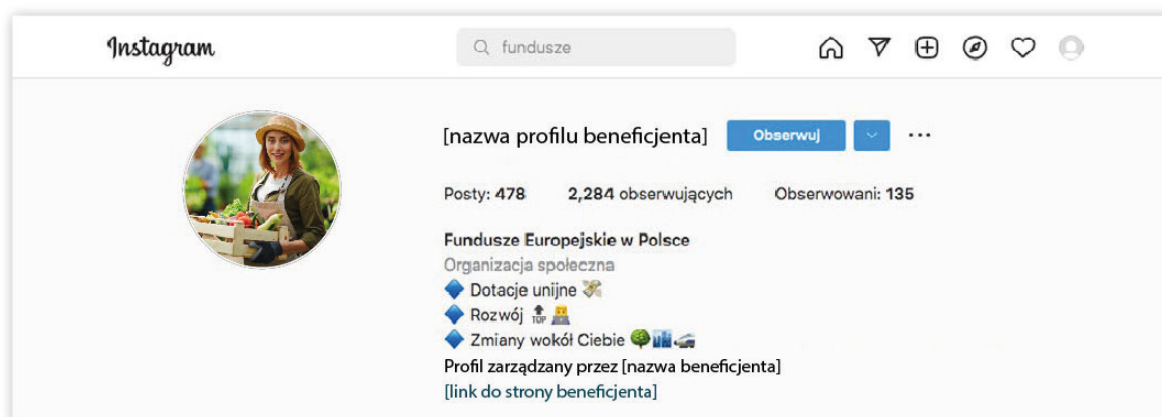 Instagram
fundusze
[nazwa profilu beneficjenta] Obserwuj
Posty: 478 2,284 obserwujących Obserwowani: 135
Fundusze Europejskie w Polsce
Organizacja społeczna
Dotacje unijne
Rozwój TOP
Zmiany wokół Ciebie
Profil zarządzany przez [nazwa beneficjenta]
[link do strony beneficjenta]